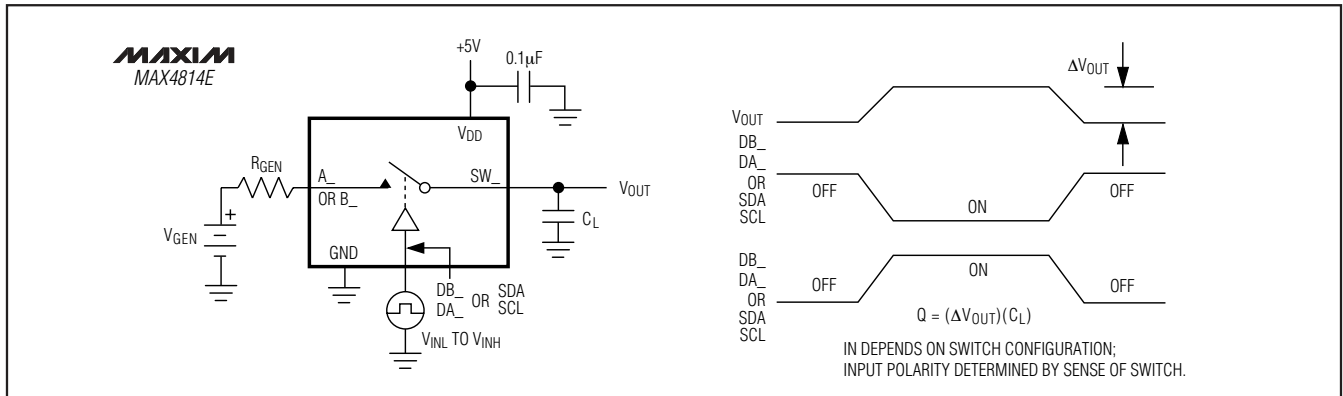 MAXIM
MAX4814E
+5V
0.1μF
VDD
RGEN
A_
OR B_
SW_
VOUT
CL
VGEN
+
GND
DB_
DA_
OR
SDA
SCL
VINL TO VINH
ΔVOUT
VOUT
DB_
DA_
OR
SDA
SCL
OFF
ON
OFF
DB_
DA_
OR
SDA
SCL
OFF
ON
OFF
Q = (ΔVOUT)(CL)
IN DEPENDS ON SWITCH CONFIGURATION;
INPUT POLARITY DETERMINED BY SENSE OF SWITCH.